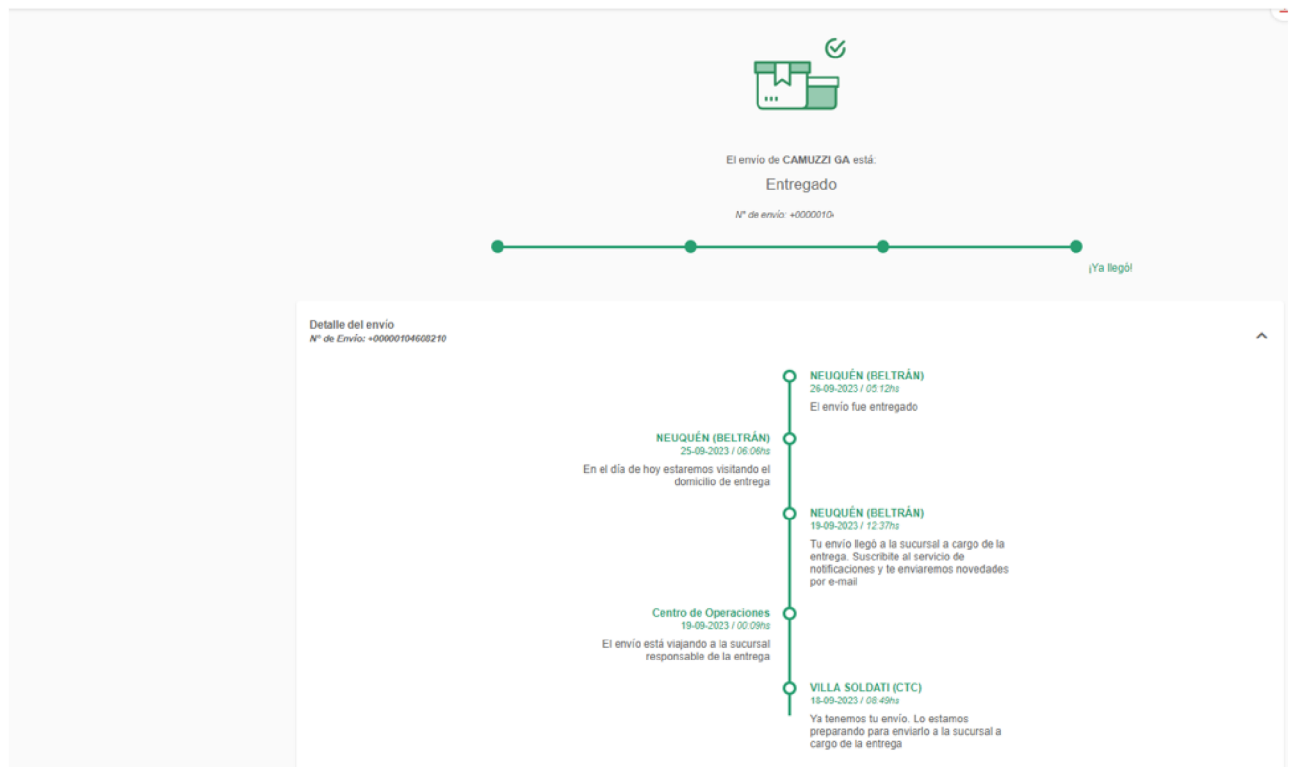 El envío de CAMUZZI GA está:
Entregado
N° de envío: +0000010
¡Ya llegó!
Detalle del envío
N° de Envío: +00000104608210
NEUQUÉN (BELTRÁN)
26-09-2023 / 05:12hs
El envío fue entregado
NEUQUÉN (BELTRÁN)
25-09-2023 / 06:06hs
En el día de hoy estaremos visitando el
domicilio de entrega
NEUQUÉN (BELTRÁN)
19-09-2023 / 12:37hs
Tu envío llegó a la sucursal a cargo de la
entrega. Suscribite al servicio de
notificaciones y te enviaremos novedades
por e-mail
Centro de Operaciones
19-09-2023 / 00:09hs
El envío está viajando a la sucursal
responsable de la entrega
VILLA SOLDATI (CTC)
18-09-2023 / 08:49hs
Ya tenemos tu envío. Lo estamos
preparando para enviarlo a la sucursal a
cargo de la entrega